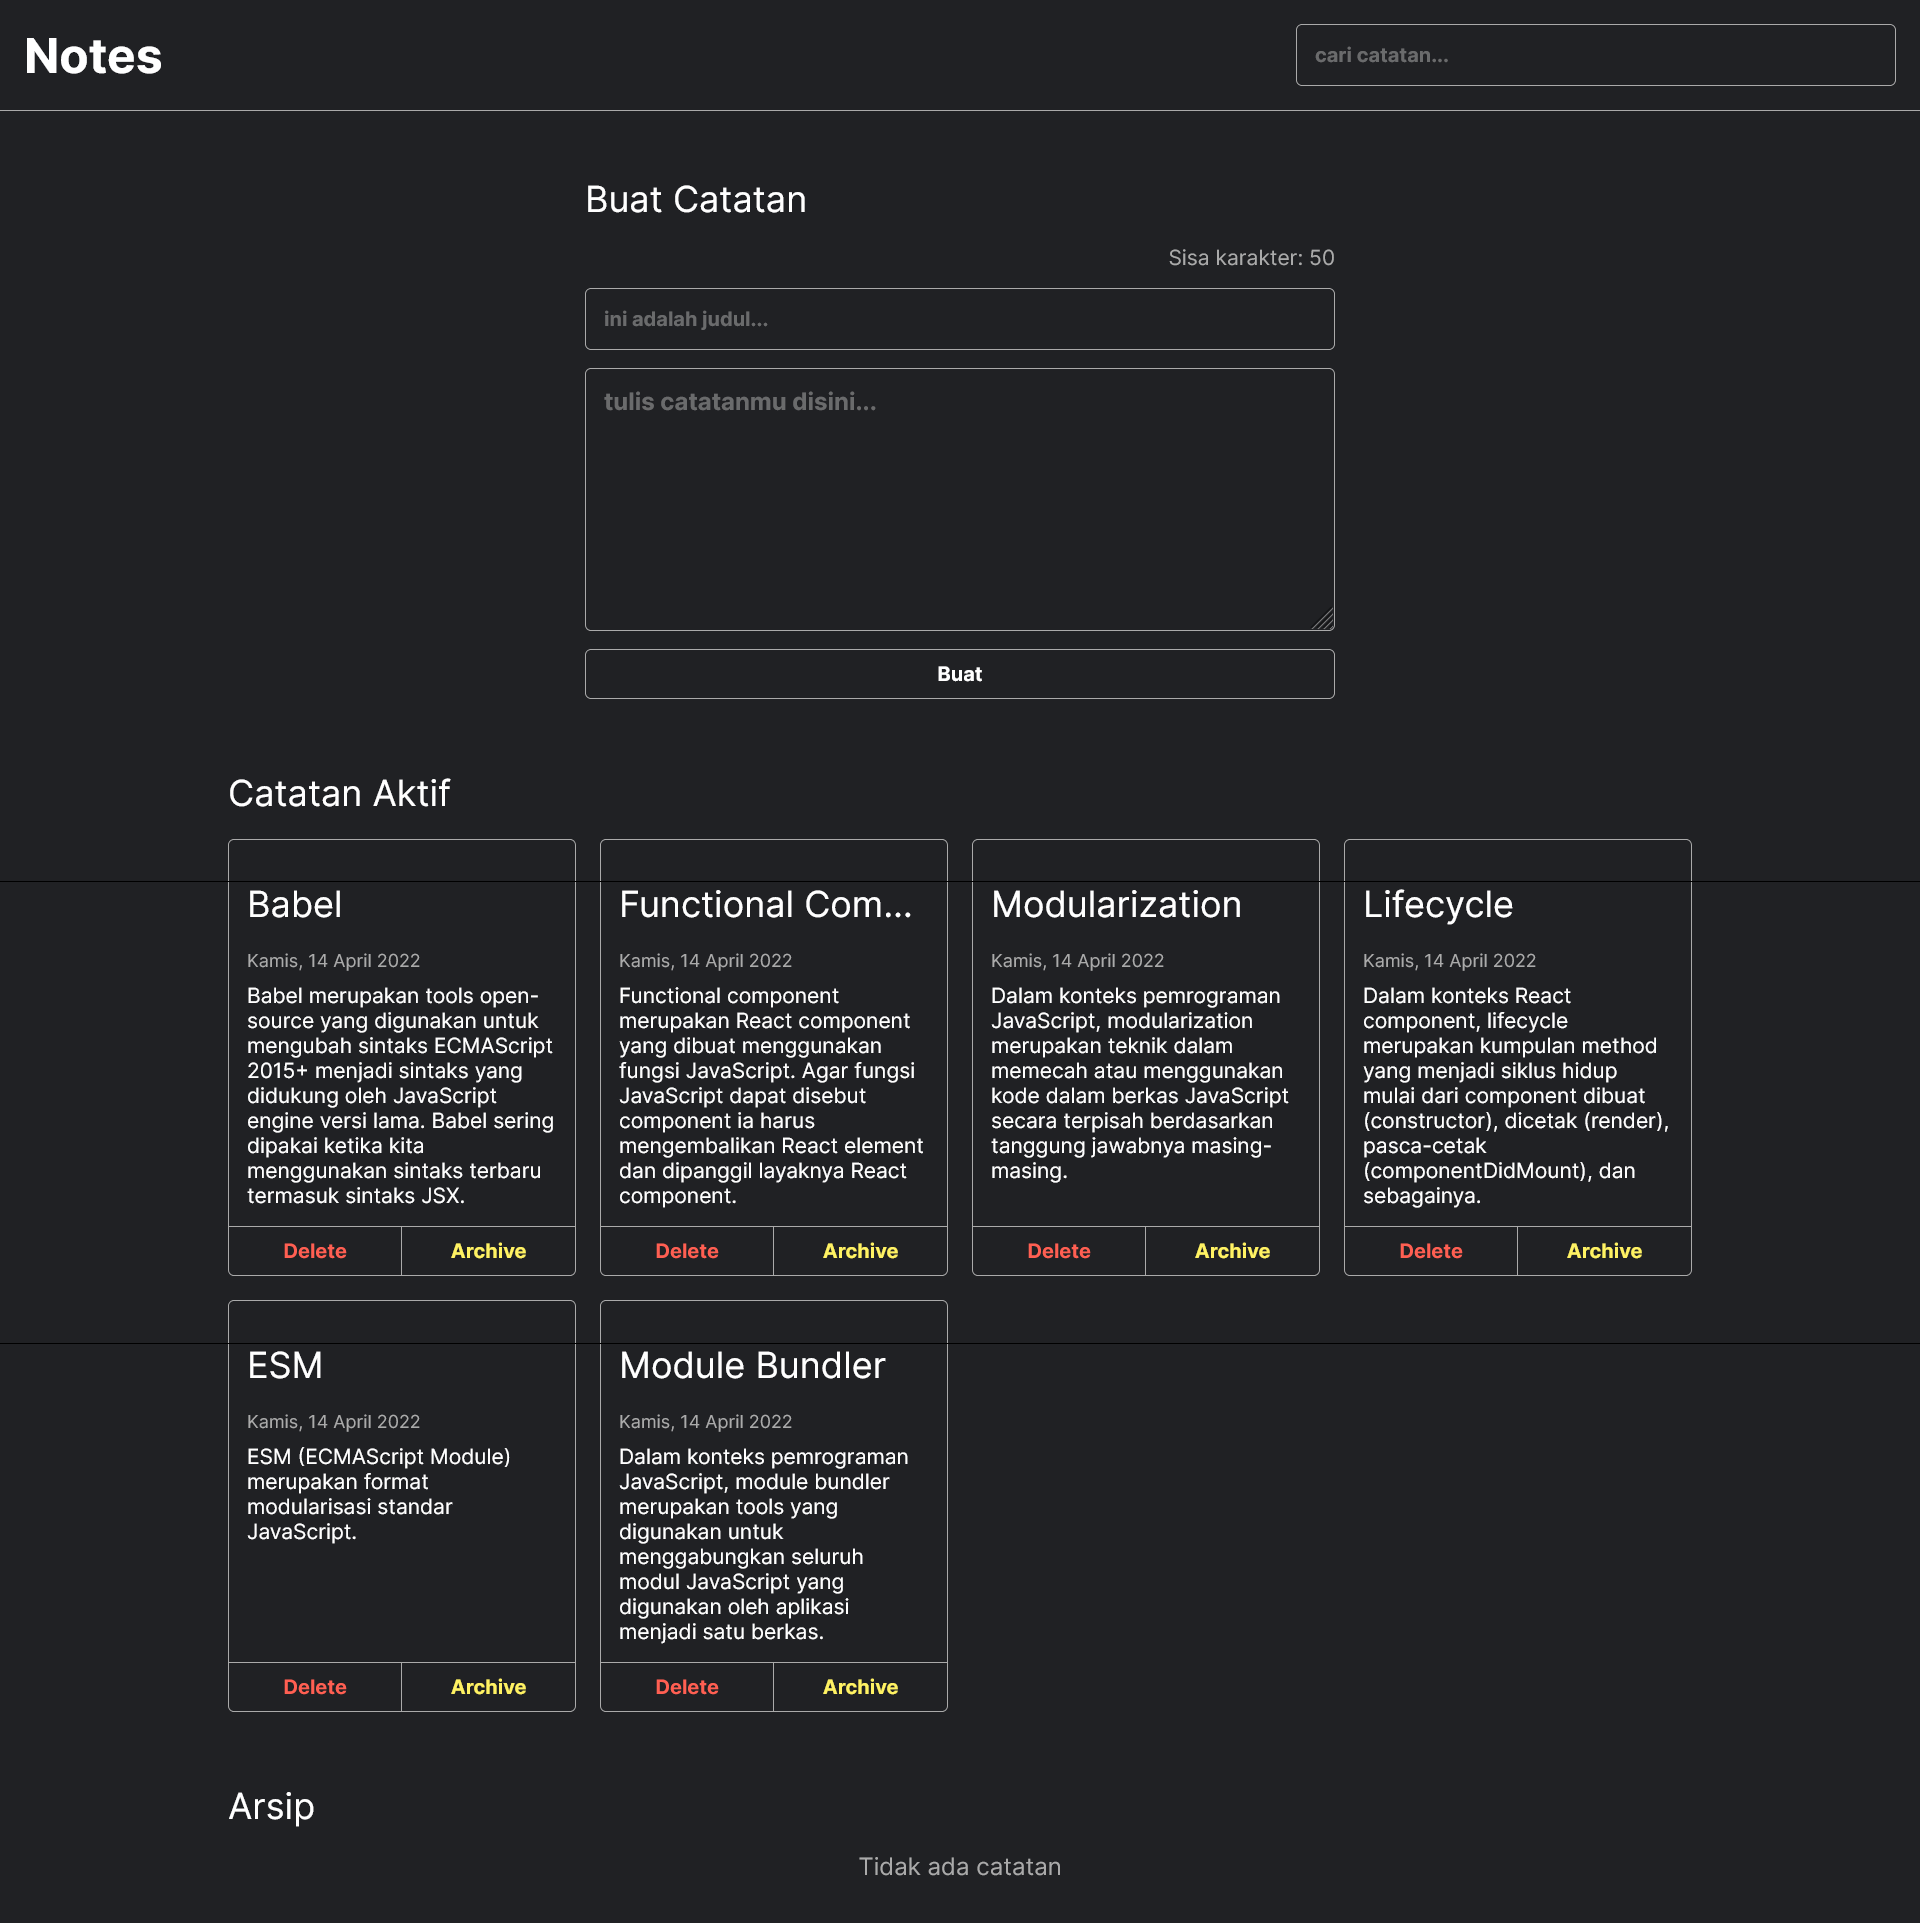 Notes
cari catatan...
Buat Catatan
Sisa karakter: 50
ini adalah judul...
tulis catatanmu disini...
Buat
Catatan Aktif
Babel
Kamis, 14 April 2022
Babel merupakan tools open-
source yang digunakan untuk
mengubah sintaks ECMAScript
2015+ menjadi sintaks yang
didukung oleh JavaScript
engine versi lama. Babel sering
dipakai ketika kita
menggunakan sintaks terbaru
termasuk sintaks JSX.
Delete
Archive
Functional Com...
Kamis, 14 April 2022
Functional component
merupakan React component
yang dibuat menggunakan
fungsi JavaScript. Agar fungsi
JavaScript dapat disebut
component ia harus
mengembalikan React element
dan dipanggil layaknya React
component.
Delete
Archive
Modularization
Kamis, 14 April 2022
Dalam konteks pemrograman
JavaScript, modularization
merupakan teknik dalam
memecah atau menggunakan
kode dalam berkas JavaScript
secara terpisah berdasarkan
tanggung jawabnya masing-
masing.
Delete
Archive
Lifecycle
Kamis, 14 April 2022
Dalam konteks React
component, lifecycle
merupakan kumpulan method
yang menjadi siklus hidup
mulai dari component dibuat
(constructor), dicetak (render),
pasca-cetak
(componentDidMount), dan
sebagainya.
Delete
Archive
ESM
Kamis, 14 April 2022
ESM (ECMAScript Module)
merupakan format
modularisasi standar
JavaScript.
Delete
Archive
Module Bundler
Kamis, 14 April 2022
Dalam konteks pemrograman
JavaScript, module bundler
merupakan tools yang
digunakan untuk
menggabungkan seluruh
modul JavaScript yang
digunakan oleh aplikasi
menjadi satu berkas.
Delete
Archive
Arsip
Tidak ada catatan